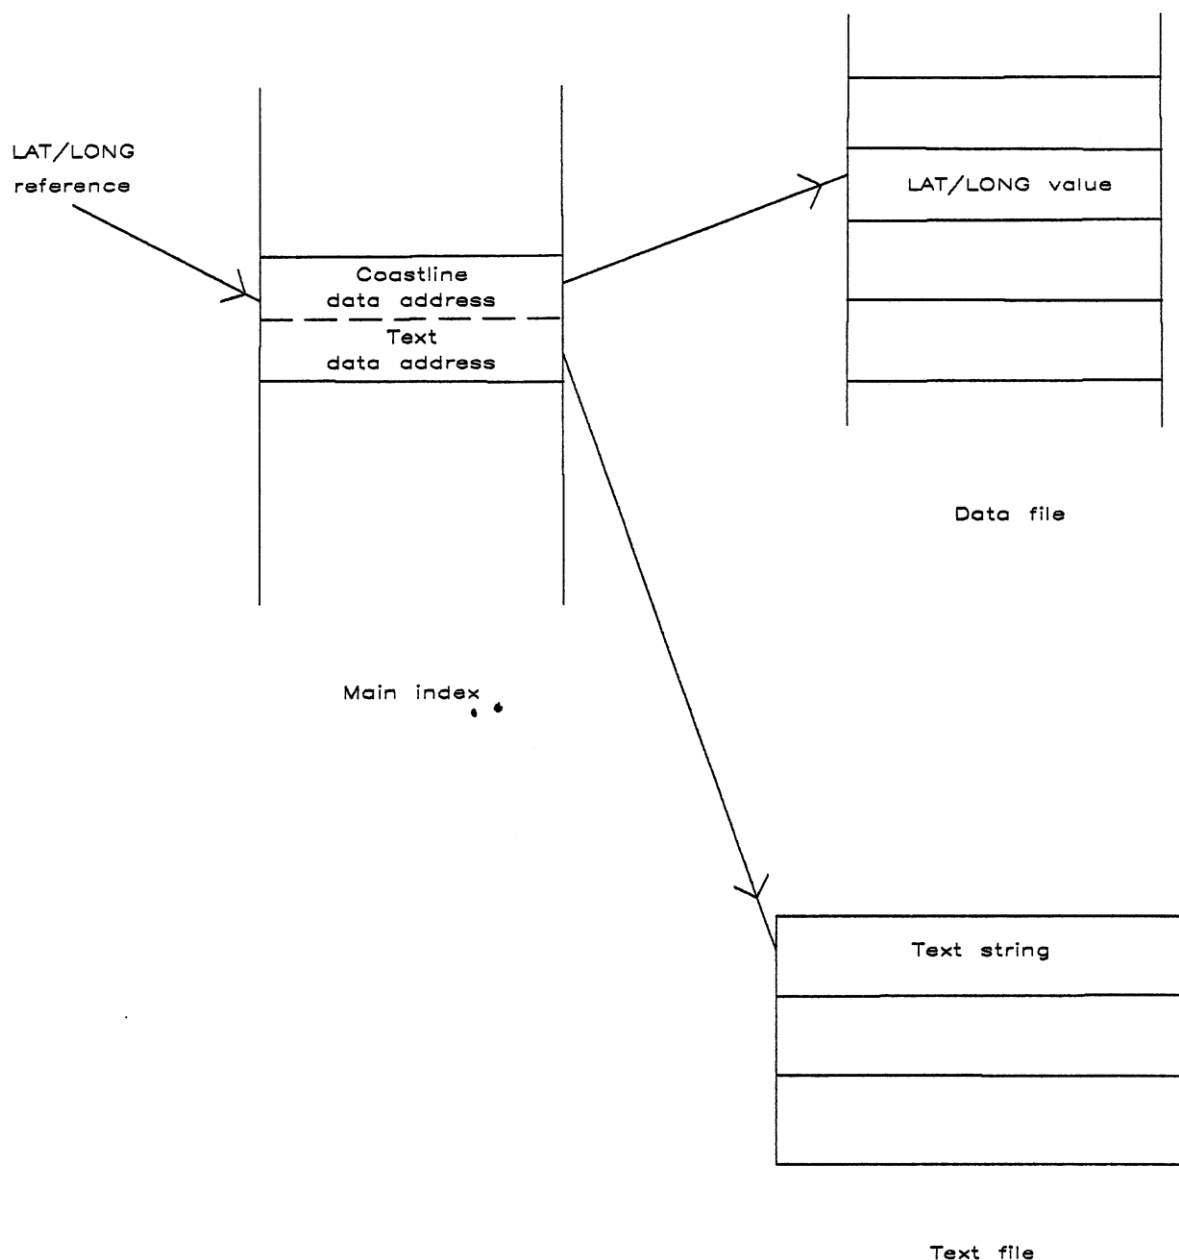 LAT/LONG
reference
Coastline
data address
Text
data address
Main index
LAT/LONG value
Data file
Text string
Text file